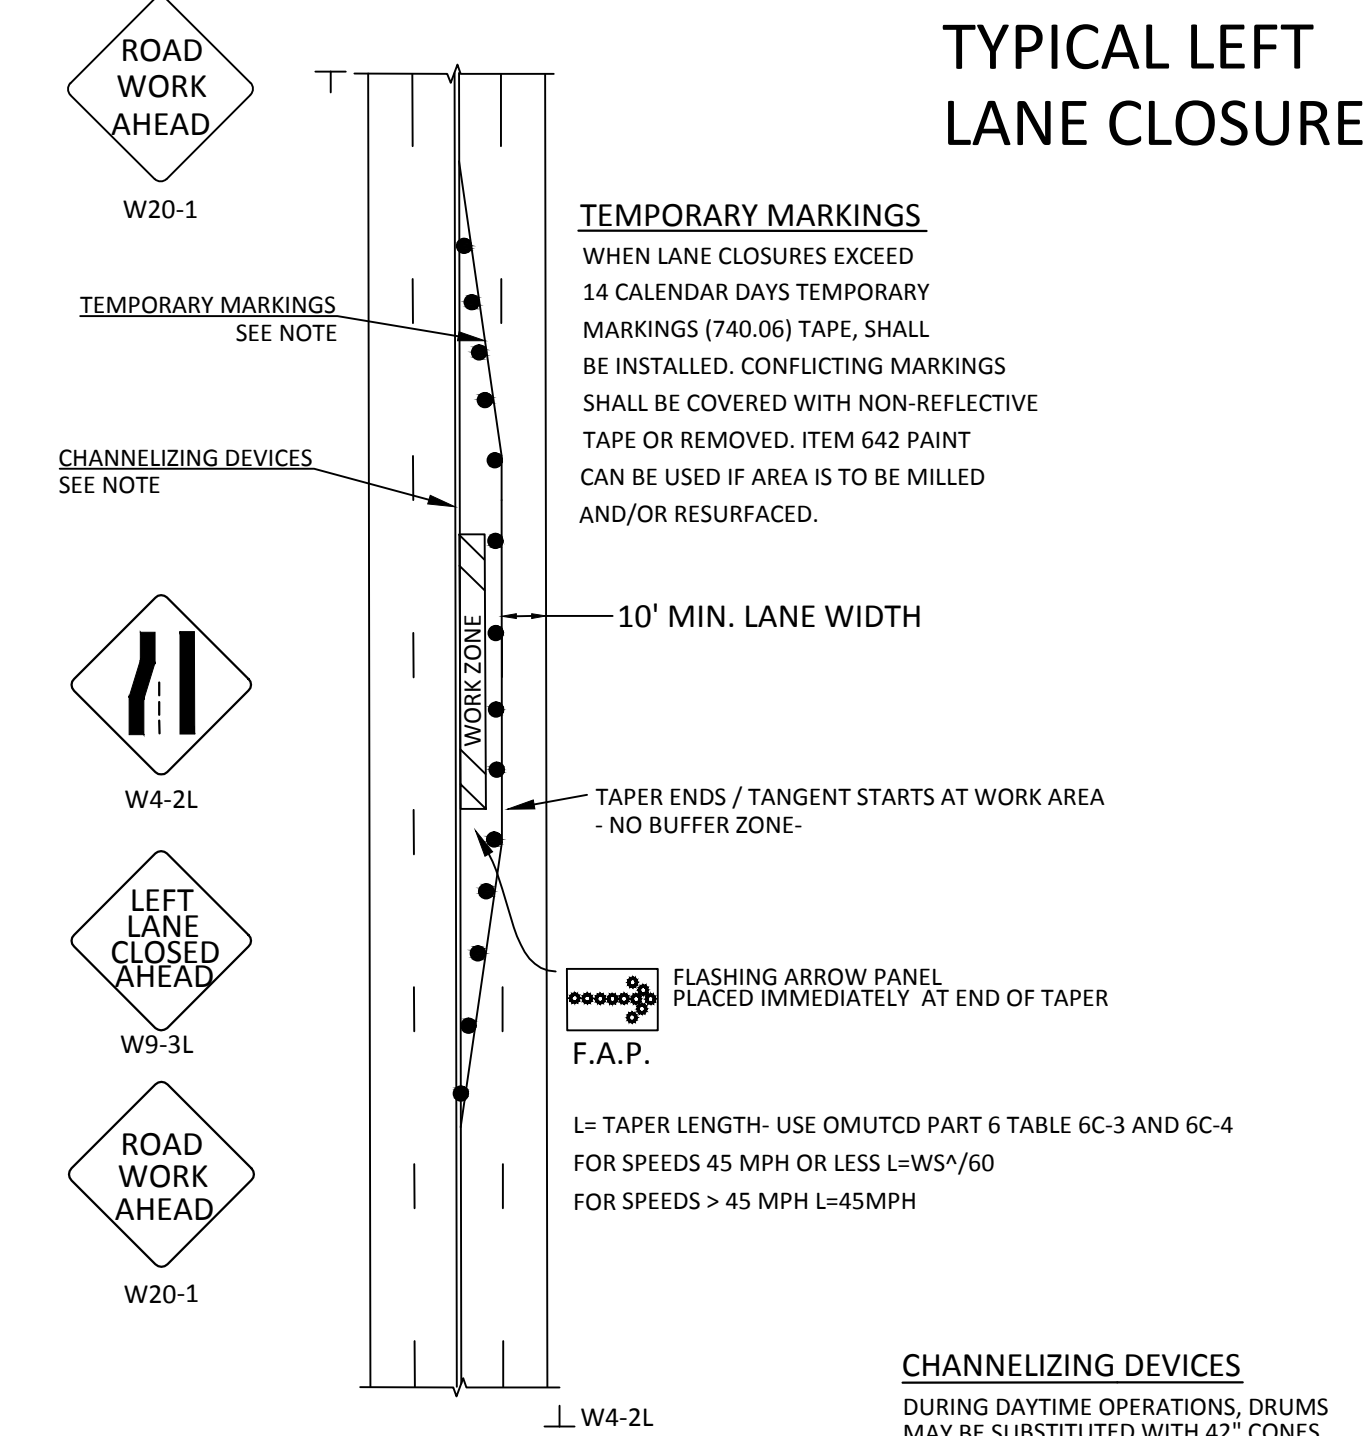 TYPICAL LEFT
LANE CLOSURE
ROAD
WORK
AHEAD
W20-1
TEMPORARY MARKINGS
WHEN LANE CLOSURES EXCEED
14 CALENDAR DAYS TEMPORARY
MARKINGS (740.06) TAPE, SHALL
BE INSTALLED. CONFLICTING MARKINGS
SHALL BE COVERED WITH NON-REFLECTIVE
TAPE OR REMOVED. ITEM 642 PAINT
CAN BE USED IF AREA IS TO BE MILLED
AND/OR RESURFACED.
TEMPORARY MARKINGS
SEE NOTE
CHANNELIZING DEVICES
SEE NOTE
WORK ZONE
10' MIN. LANE WIDTH
W4-2L
TAPER ENDS / TANGENT STARTS AT WORK AREA
- NO BUFFER ZONE-
LEFT
LANE
CLOSED
AHEAD
W9-3L
FLASHING ARROW PANEL
PLACED IMMEDIATELY AT END OF TAPER
F.A.P.
ROAD
WORK
AHEAD
W20-1
L= TAPER LENGTH- USE OMUTCD PART 6 TABLE 6C-3 AND 6C-4
FOR SPEEDS 45 MPH OR LESS L=WS^/60
FOR SPEEDS > 45 MPH L=45MPH
W4-2L
CHANNELIZING DEVICES
DURING DAYTIME OPERATIONS, DRUMS
MAY BE SUBSTITUTED WITH 42" CONES